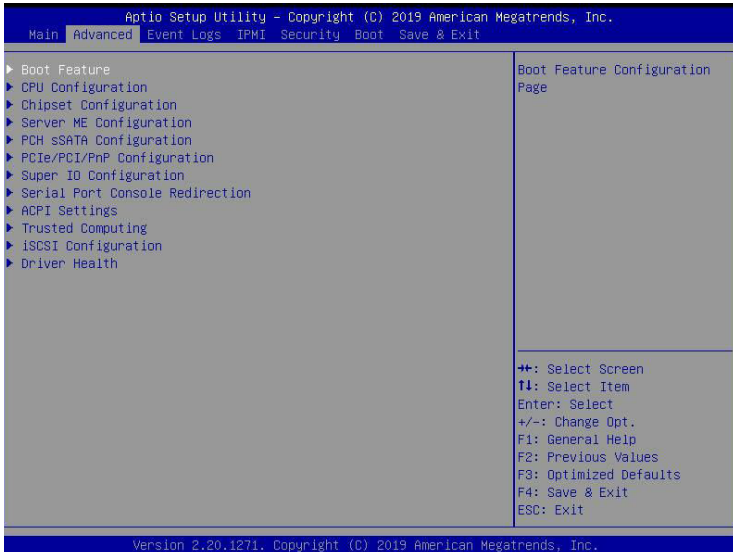 Aptio Setup Utility – Copyright (C) 2019 American Megatrends, Inc.
Main Advanced Event Logs IPMI Security Boot Save & Exit
▶ Boot Feature
▶ CPU Configuration
▶ Chipset Configuration
▶ Server ME Configuration
▶ PCH sSATA Configuration
▶ PCIe/PCI/PnP Configuration
▶ Super IO Configuration
▶ Serial Port Console Redirection
▶ ACPI Settings
▶ Trusted Computing
▶ iSCSI Configuration
▶ Driver Health
Boot Feature Configuration
Page
→←: Select Screen
↑↓: Select Item
Enter: Select
+/-: Change Opt.
F1: General Help
F2: Previous Values
F3: Optimized Defaults
F4: Save & Exit
ESC: Exit
Version 2.20.1271. Copyright (C) 2019 American Megatrends, Inc.